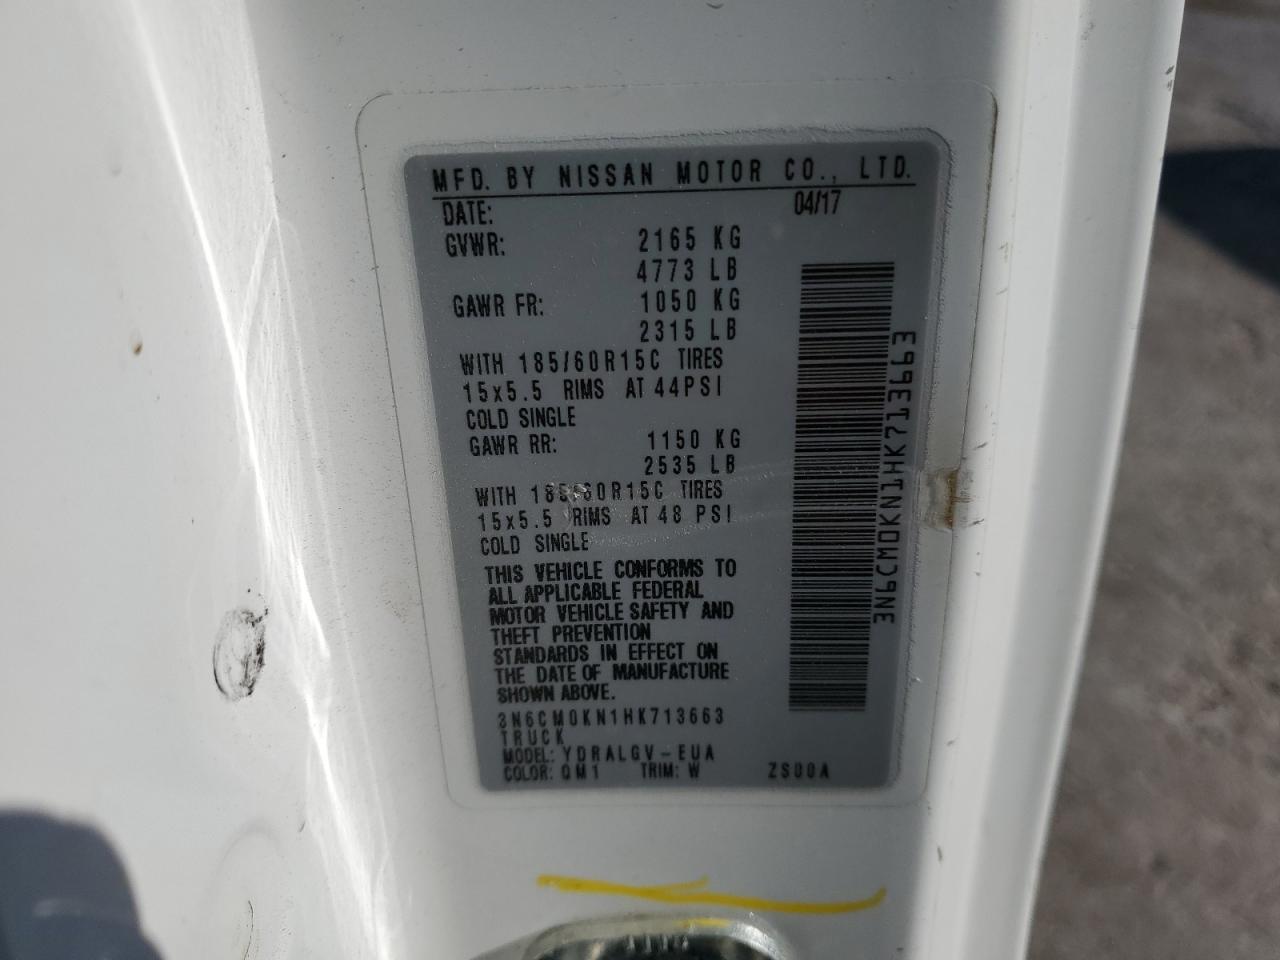 MFD. BY NISSAN MOTOR CO., LTD.
DATE: 04/17
GVWR: 2165 KG
4773 LB
GAWR FR: 1050 KG
2315 LB
WITH 185/60R15C TIRES
15x5.5 RIMS AT 44PSI
COLD SINGLE
GAWR RR: 1150 KG
2535 LB
WITH 185/60R15C TIRES
15x5.5 RIMS AT 48 PSI
COLD SINGLE
THIS VEHICLE CONFORMS TO
ALL APPLICABLE FEDERAL
MOTOR VEHICLE SAFETY AND
THEFT PREVENTION
STANDARDS IN EFFECT ON
THE DATE OF MANUFACTURE
SHOWN ABOVE.
3N6CM0KN1HK713663
TRUCK
MODEL: YDRALGV-EUA
COLOR: QM1 TRIM: W ZS00A
3N6CM0KN1HK713663